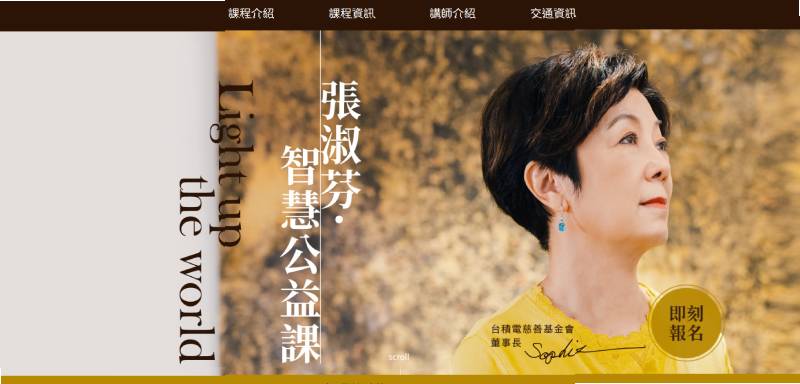 課程介紹
課程資訊
講師介紹
交通資訊
Light up
the world
張淑芬·
智慧公益課
台積電慈善基金會
董事長
Sophie
即刻
報名
scroll